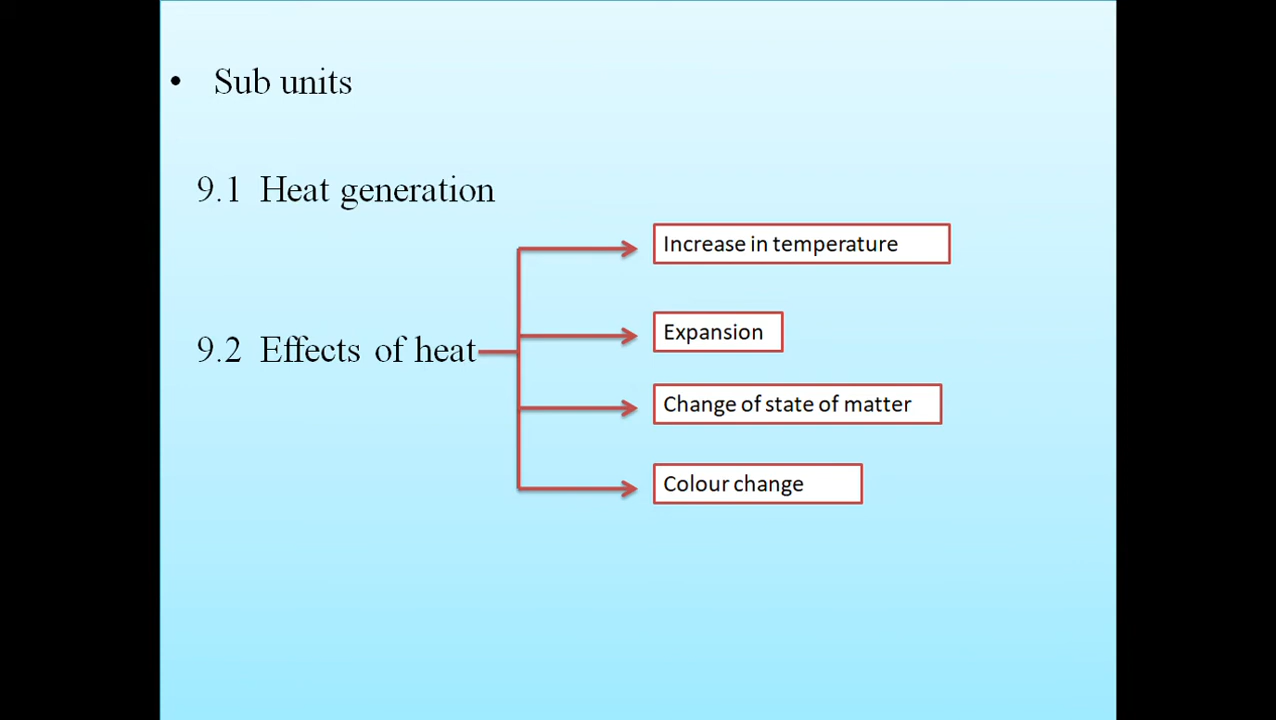 • Sub units
9.1 Heat generation
9.2 Effects of heat
Increase in temperature
Expansion
Change of state of matter
Colour change